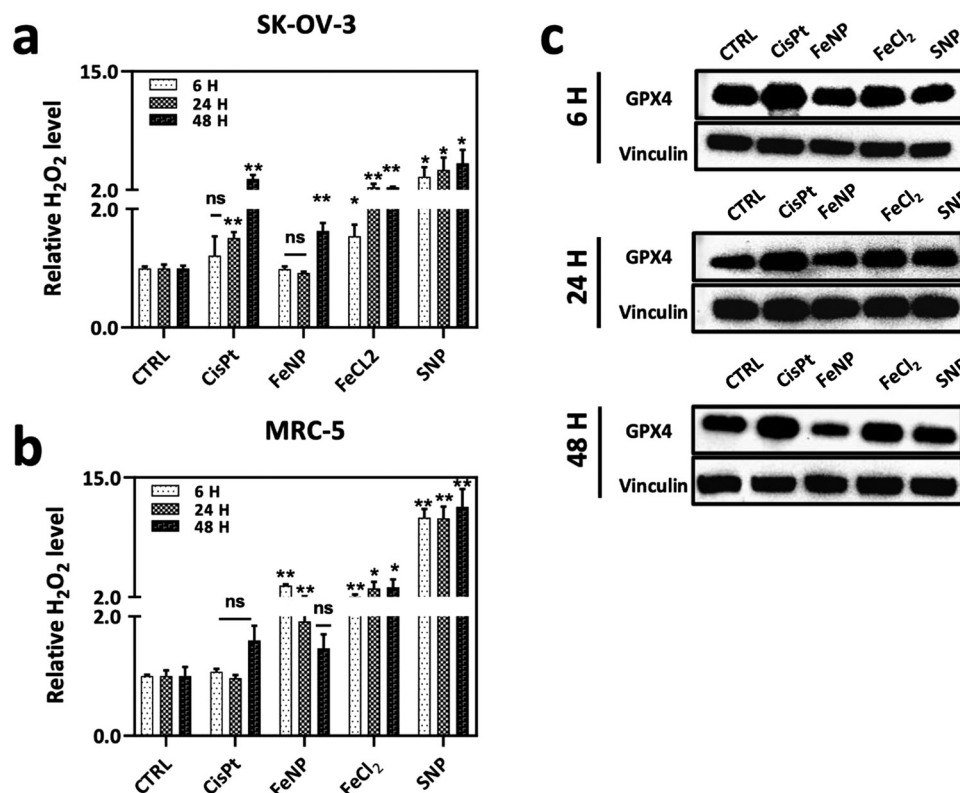 a
SK-OV-3
Relative H₂O₂ level
15.0
2.0
2.0
0.0
6 H
24 H
48 H
ns
**
**
ns
**
*
**
**
*
*
*
CTRL
CisPt
FeNP
FeCL2
SNP
b
MRC-5
Relative H₂O₂ level
15.0
2.0
2.0
0.0
6 H
24 H
48 H
ns
**
**
ns
**
*
*
**
**
**
CTRL
CisPt
FeNP
FeCl₂
SNP
c
6 H
CTRL CisPt FeNP FeCl₂ SNP
GPX4
Vinculin
24 H
CTRL CisPt FeNP FeCl₂ SNP
GPX4
Vinculin
48 H
CTRL CisPt FeNP FeCl₂ SNP
GPX4
Vinculin